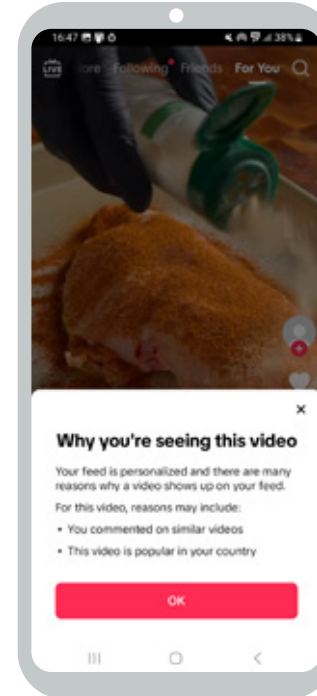 16:47
38%
LIVE
ore Following Friends For You
Why you're seeing this video
Your feed is personalized and there are many
reasons why a video shows up on your feed.
For this video, reasons may include:
• You commented on similar videos
• This video is popular in your country
OK